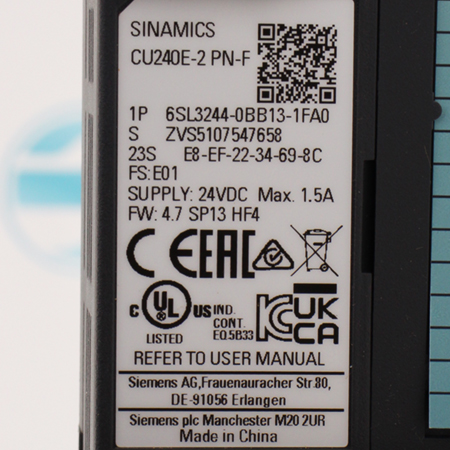 SINAMICS
CU240E-2 PN-F
1P 6SL3244-0BB13-1FA0
S ZVS5107547658
23S E8-EF-22-34-69-8C
FS: E01
SUPPLY: 24VDC Max. 1.5A
FW: 4.7 SP13 HF4
CE EAC
C UL US IND.
CONT.
EQ.5B33
LISTED
UK
CA
REFER TO USER MANUAL
Siemens AG,Frauenauracher Str.80,
DE-91056 Erlangen
Siemens plc Manchester M20 2UR
Made in China